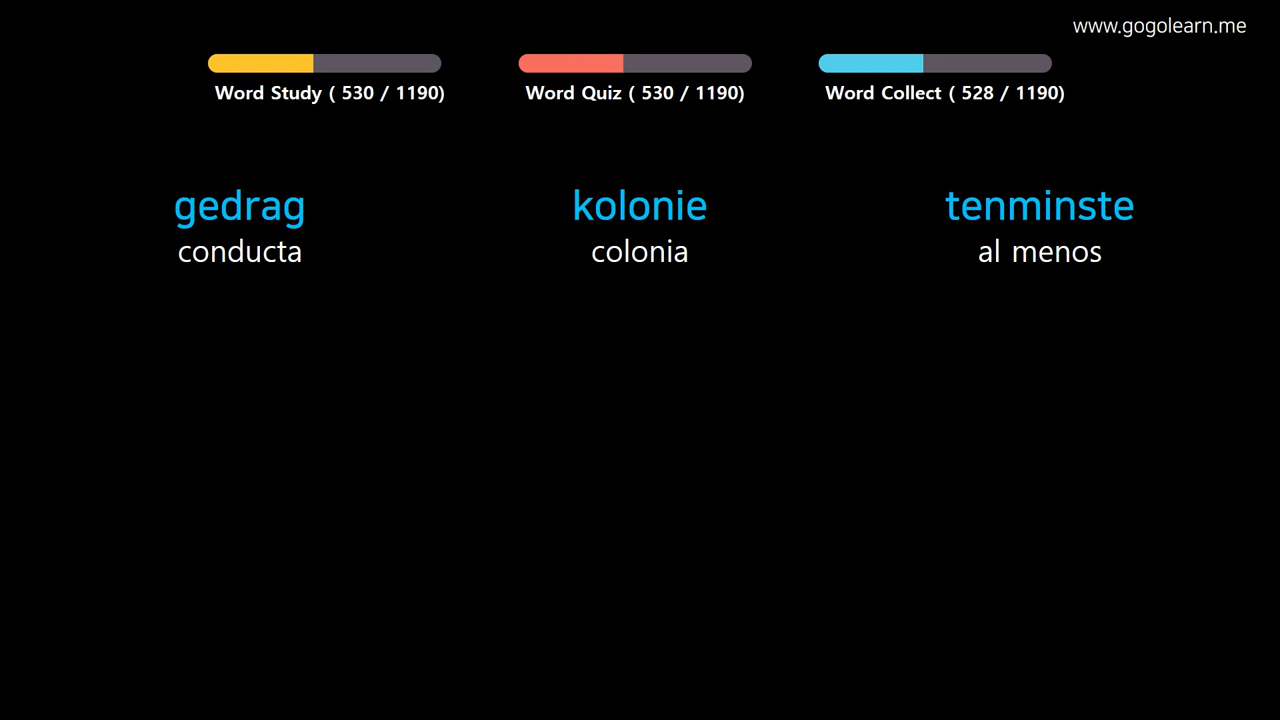 www.gogolearn.me
Word Study ( 530 / 1190)
Word Quiz ( 530 / 1190)
Word Collect ( 528 / 1190)
gedrag
conducta
kolonie
colonia
tenminste
al menos